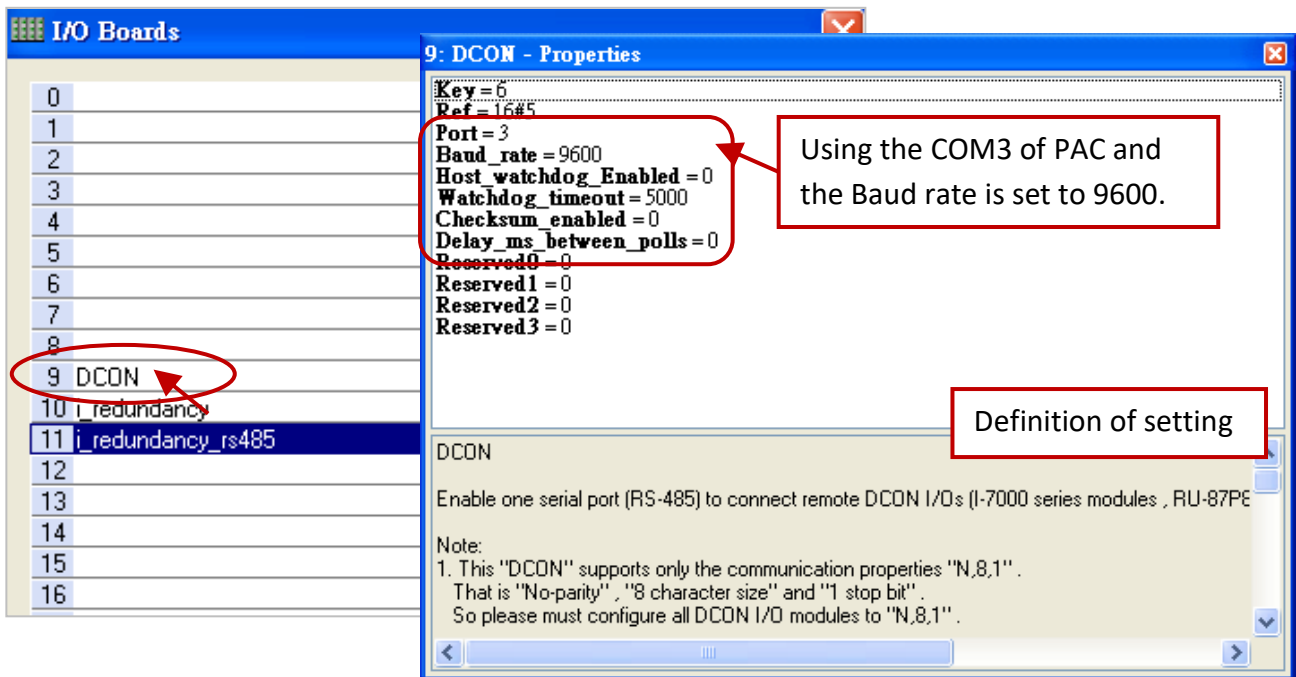 I/O Boards
0
1
2
3
4
5
6
7
8
9 DCON
10 i_redundancy
11 i_redundancy_rs485
12
13
14
15
16
9: DCON - Properties
Key = 6
Ref = 16#5
Port = 3
Baud_rate = 9600
Host_watchdog_Enabled = 0
Watchdog_timeout = 5000
Checksum_enabled = 0
Delay_ms_between_polls = 0
Reserved0 = 0
Reserved1 = 0
Reserved2 = 0
Reserved3 = 0
Using the COM3 of PAC and
the Baud rate is set to 9600.
Definition of setting
DCON
Enable one serial port (RS-485) to connect remote DCON I/Os (I-7000 series modules , RU-87P8
Note:
1. This "DCON" supports only the communication properties "N,8,1" .
That is "No-parity" , "8 character size" and "1 stop bit" .
So please must configure all DCON I/O modules to "N,8,1" .